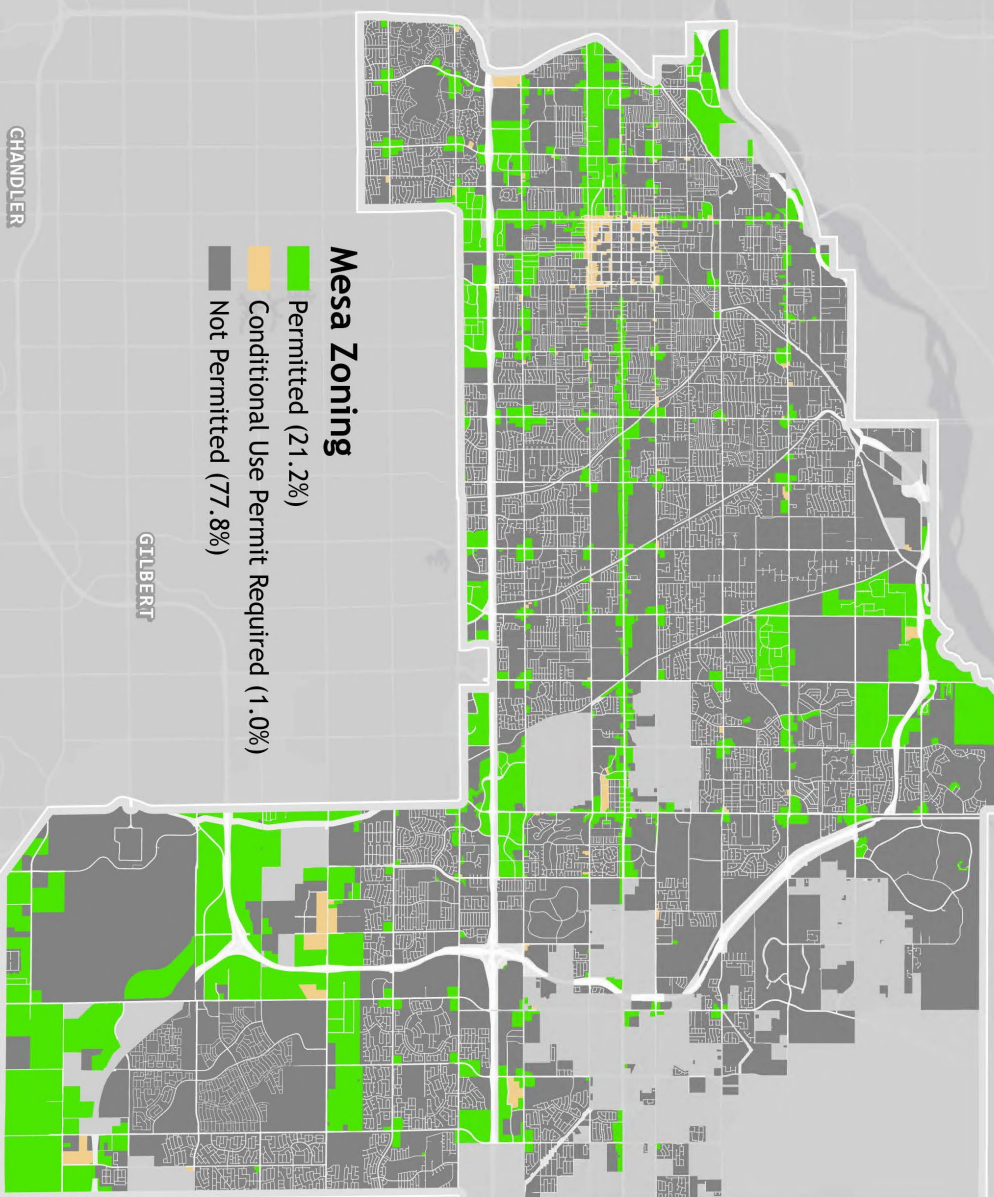 Mesa Zoning
Permitted (21.2%)
Conditional Use Permit Required (1.0%)
Not Permitted (77.8%)
CHANDLER
GILBERT